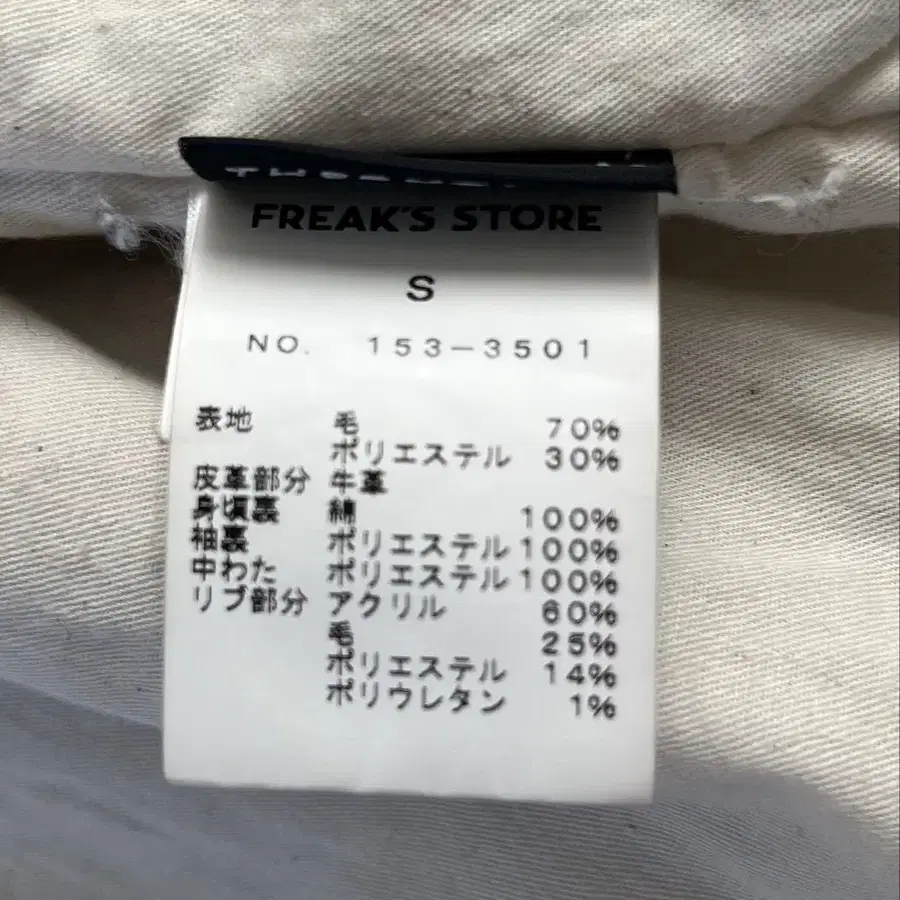 FREAK'S STORE
S
NO. 153-3501
表地 毛 70%
ポリエステル 30%
皮革部分 牛革
身頃裏 綿 100%
袖裏 ポリエステル 100%
中わた ポリエステル 100%
リブ部分 アクリル 60%
毛 25%
ポリエステル 14%
ポリウレタン 1%